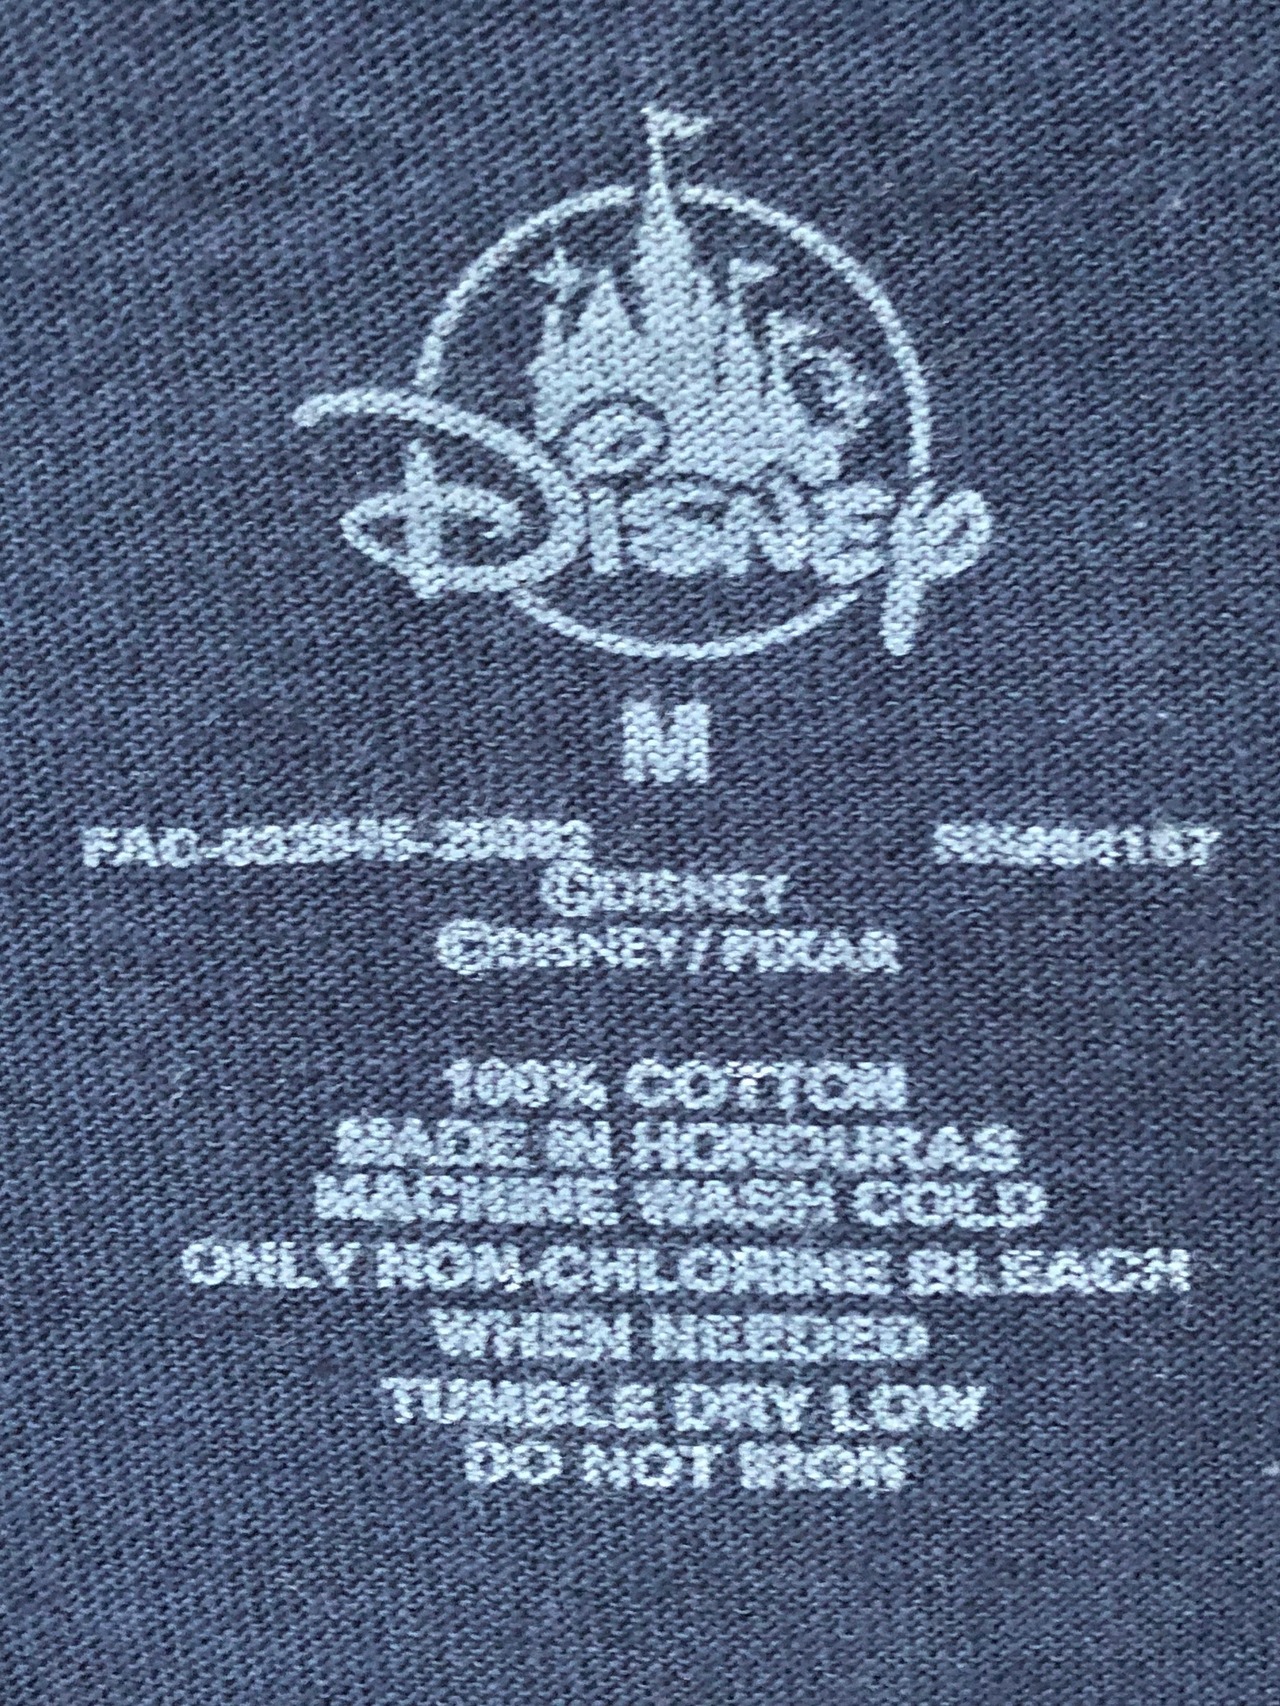 Disney
M
©DISNEY
©DISNEY/PIXAR
100% COTTON
MADE IN HONDURAS
MACHINE WASH COLD
ONLY NON-CHLORINE BLEACH
WHEN NEEDED
TUMBLE DRY LOW
DO NOT IRON